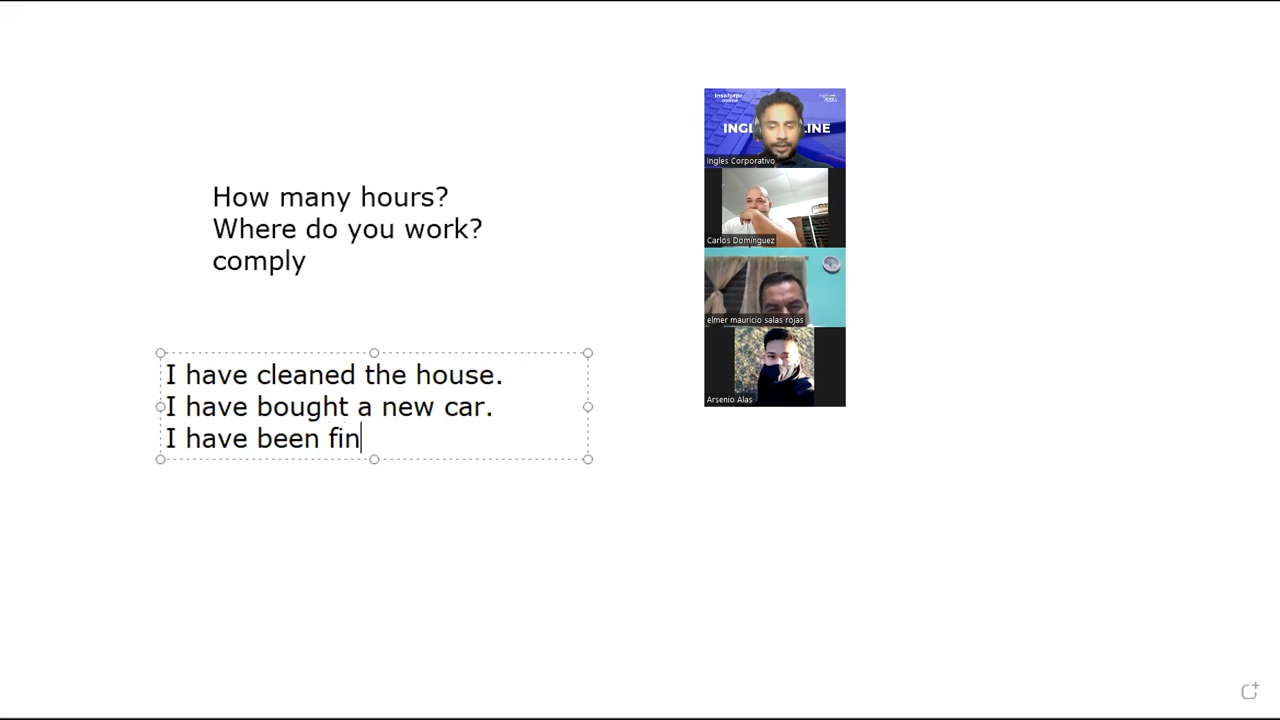 How many hours?
Where do you work?
comply
I have cleaned the house.
I have bought a new car.
I have been fin
Ingles Corporativo
Carlos Domínguez
elmer mauricio salas rojas
Arsenio Alas